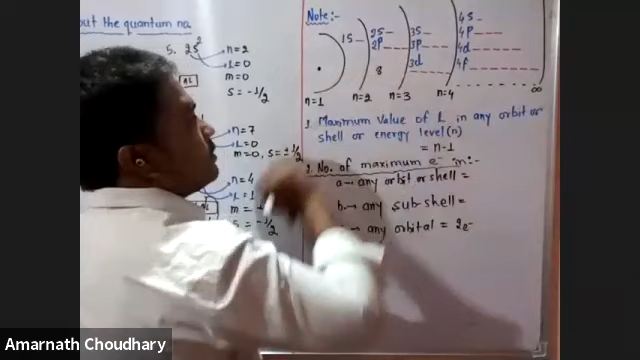 out the quantum no.
5. 2s²
n=2
l=0
m=0
s=-1/2
n=7
l=0
m=0, s=±1/2
n=4
l=1
m=-
s=-1/2
Note:-
1s
2s
2p
8
3s
3p
3d
4s
4p
4d
4f
n=1
n=2
n=3
n=4
∞
1. Maximum value of l in any orbit or
shell or energy level(n)
= n-1
2. No. of maximum e⁻ in:-
a→ any orbit or shell =
b→ any sub-shell =
any orbital = 2e⁻
Amarnath Choudhary